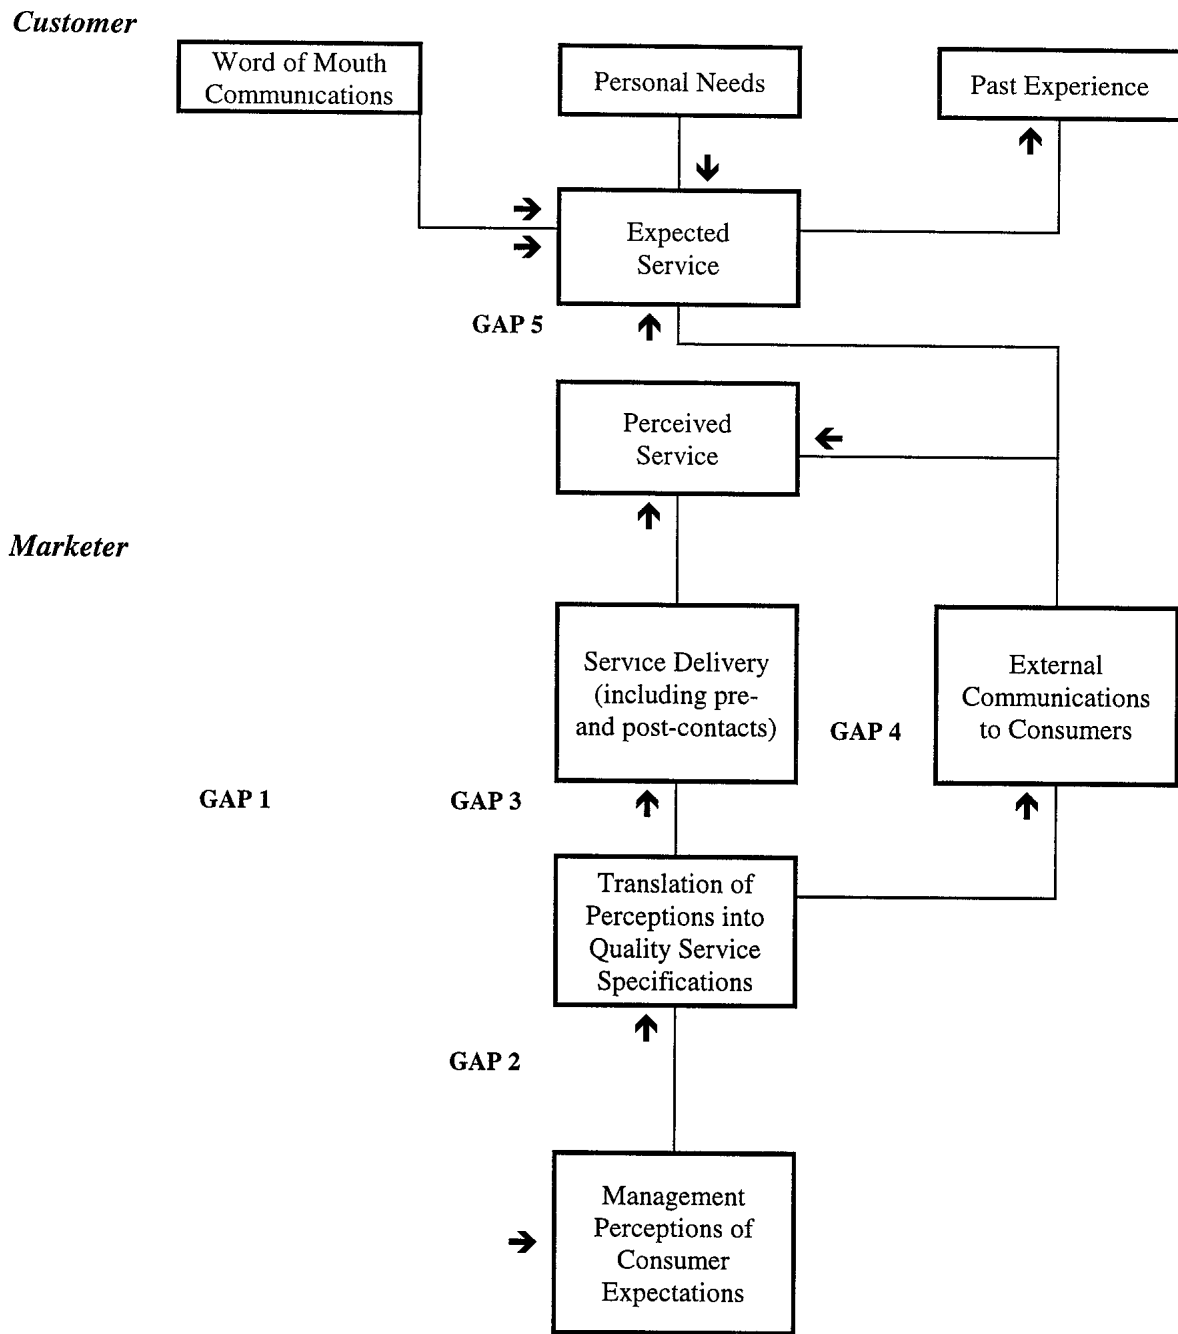 Customer
Word of Mouth
Communications
Personal Needs
Past Experience
Expected
Service
GAP 5
Perceived
Service
Marketer
Service Delivery
(including pre-
and post-contacts)
External
Communications
to Consumers
GAP 4
GAP 1
GAP 3
Translation of
Perceptions into
Quality Service
Specifications
GAP 2
Management
Perceptions of
Consumer
Expectations